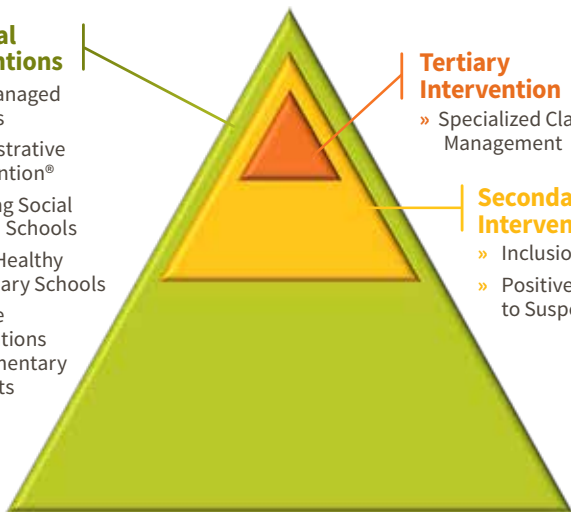 al
ntions
anaged
s
strative
ntion®
ng Social
Schools
Healthy
ary Schools
e
tions
mentary
ts
Tertiary
Intervention
» Specialized Cla
Management
Seconda
Interven
» Inclusio
» Positive
to Suspe